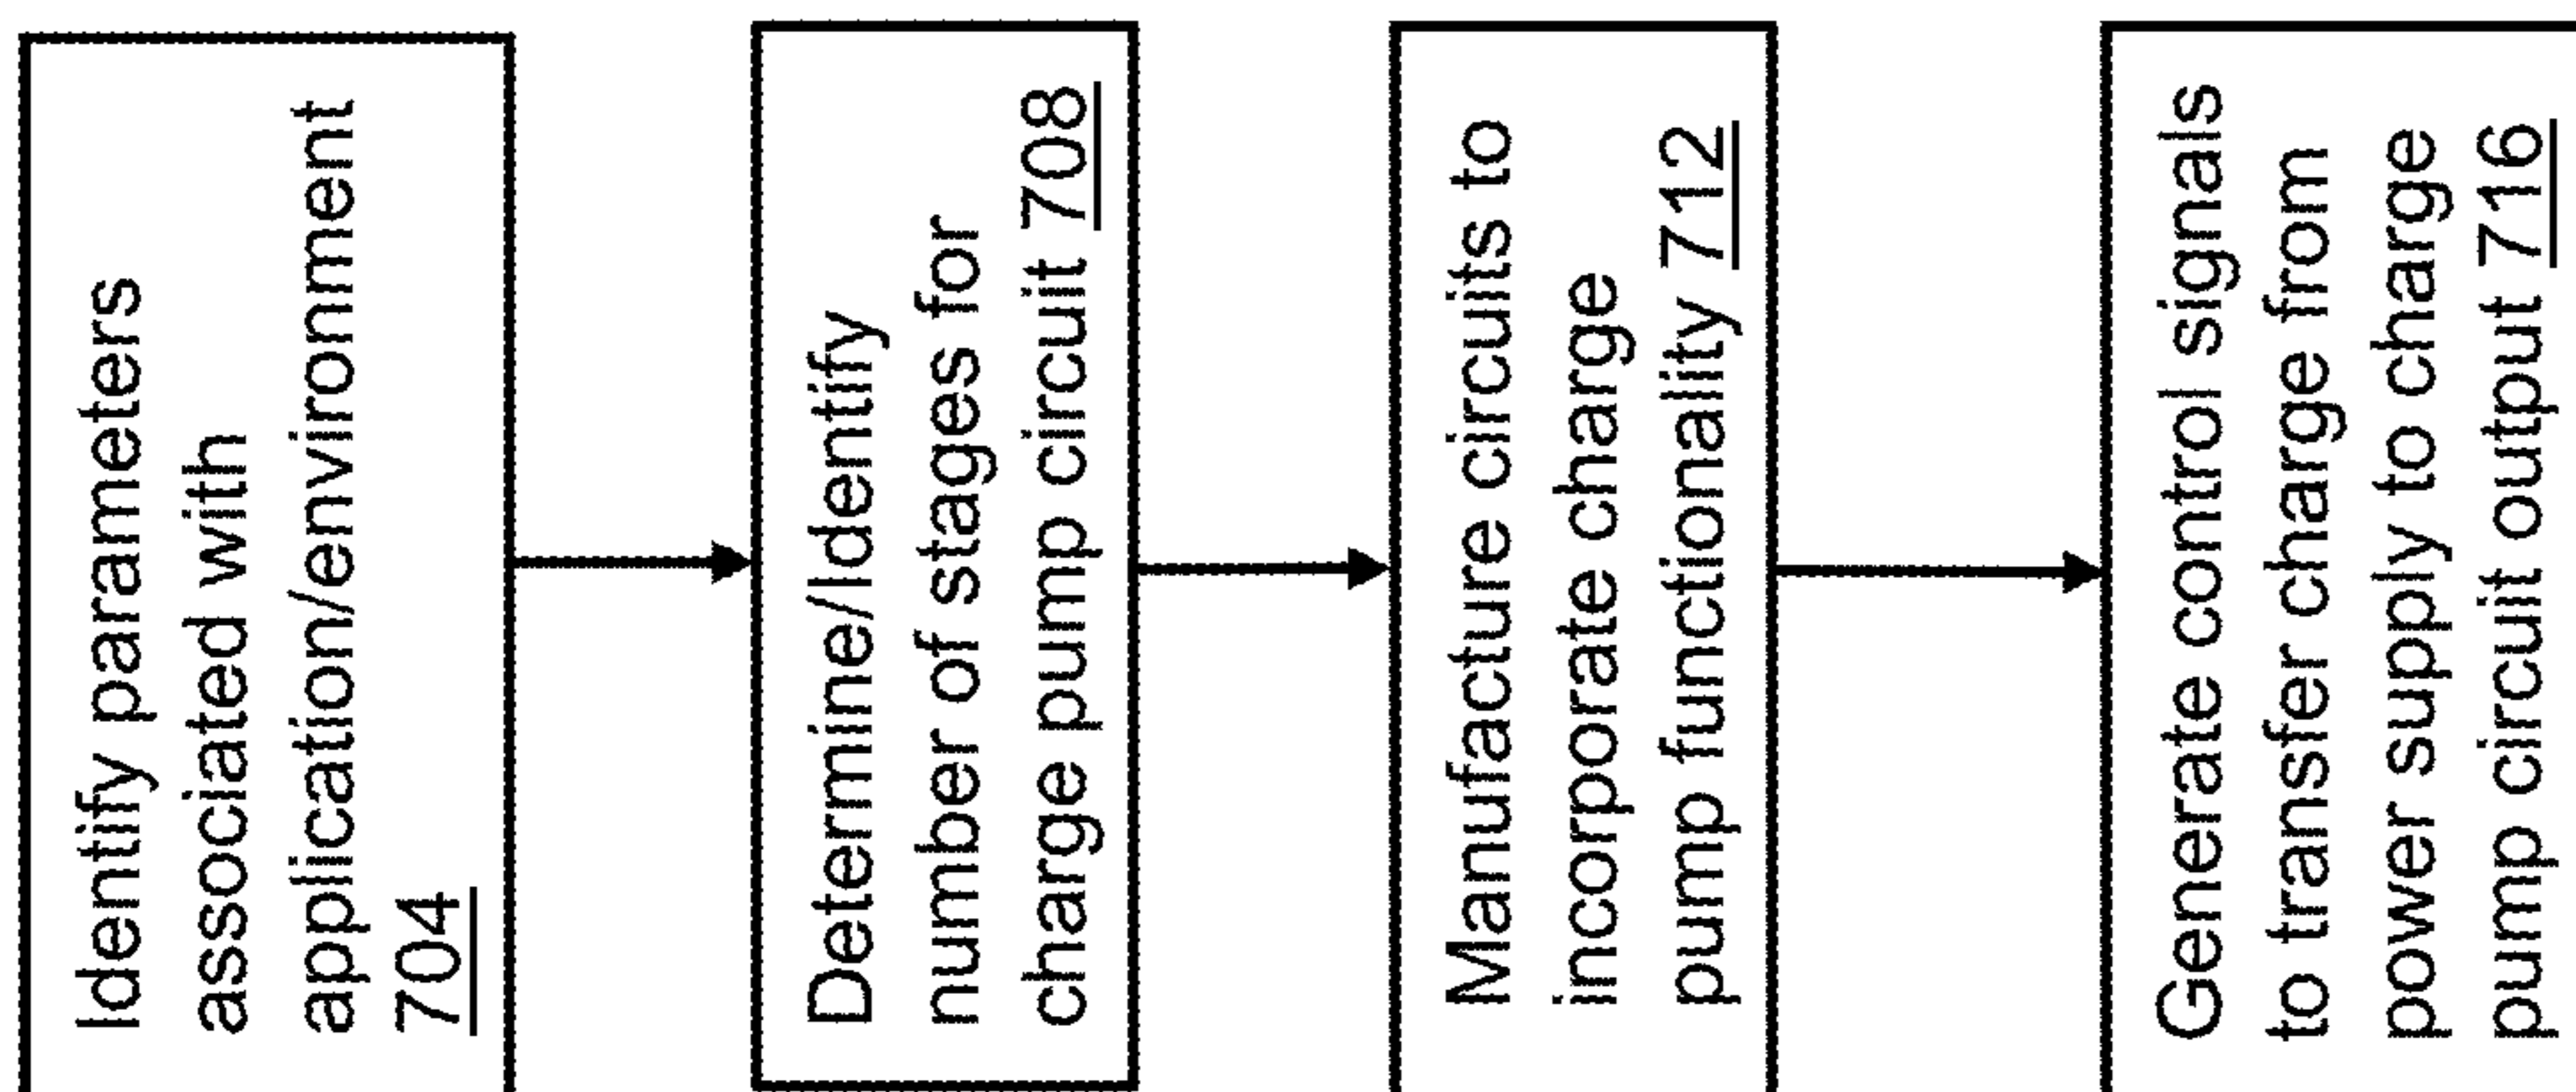 Identify parameters
associated with
application/environment
704
Determine/Identify
number of stages for
charge pump circuit 708
Manufacture circuits to
incorporate charge
pump functionality 712
Generate control signals
to transfer charge from
power supply to charge
pump circuit output 716